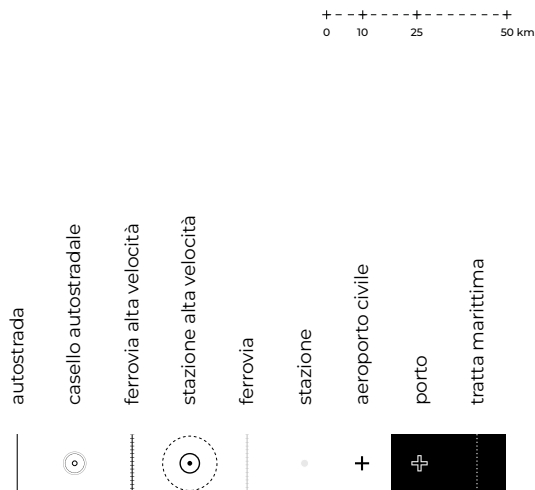 0 10 25 50 km
autostrada
casello autostradale
ferrovia alta velocità
stazione alta velocità
ferrovia
stazione
aeroporto civile
porto
tratta marittima